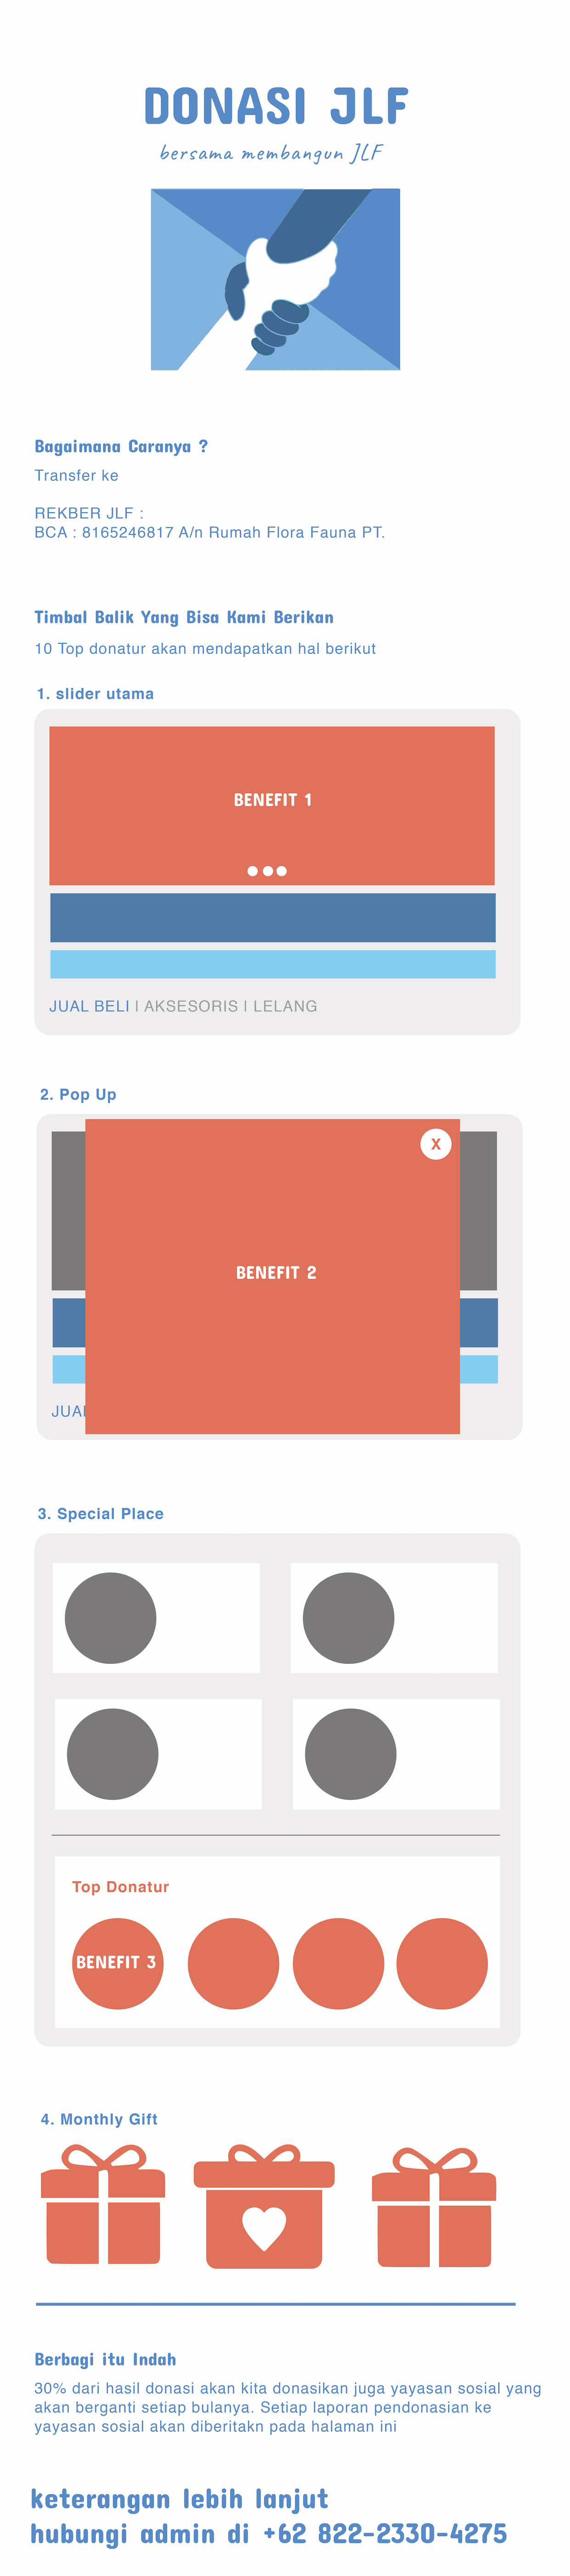 DONASI JLF
bersama membangun JLF
Bagaimana Caranya ?
Transfer ke
REKBER JLF :
BCA : 8165246817 A/n Rumah Flora Fauna PT.
Timbal Balik Yang Bisa Kami Berikan
10 Top donatur akan mendapatkan hal berikut
1. slider utama
BENEFIT 1
JUAL BELI I AKSESORIS I LELANG
2. Pop Up
X
BENEFIT 2
JUAL
3. Special Place
Top Donatur
BENEFIT 3
4. Monthly Gift
Berbagi itu Indah
30% dari hasil donasi akan kita donasikan juga yayasan sosial yang
akan berganti setiap bulanya. Setiap laporan pendonasian ke
yayasan sosial akan diberitakn pada halaman ini
keterangan lebih lanjut
hubungi admin di +62 822-2330-4275